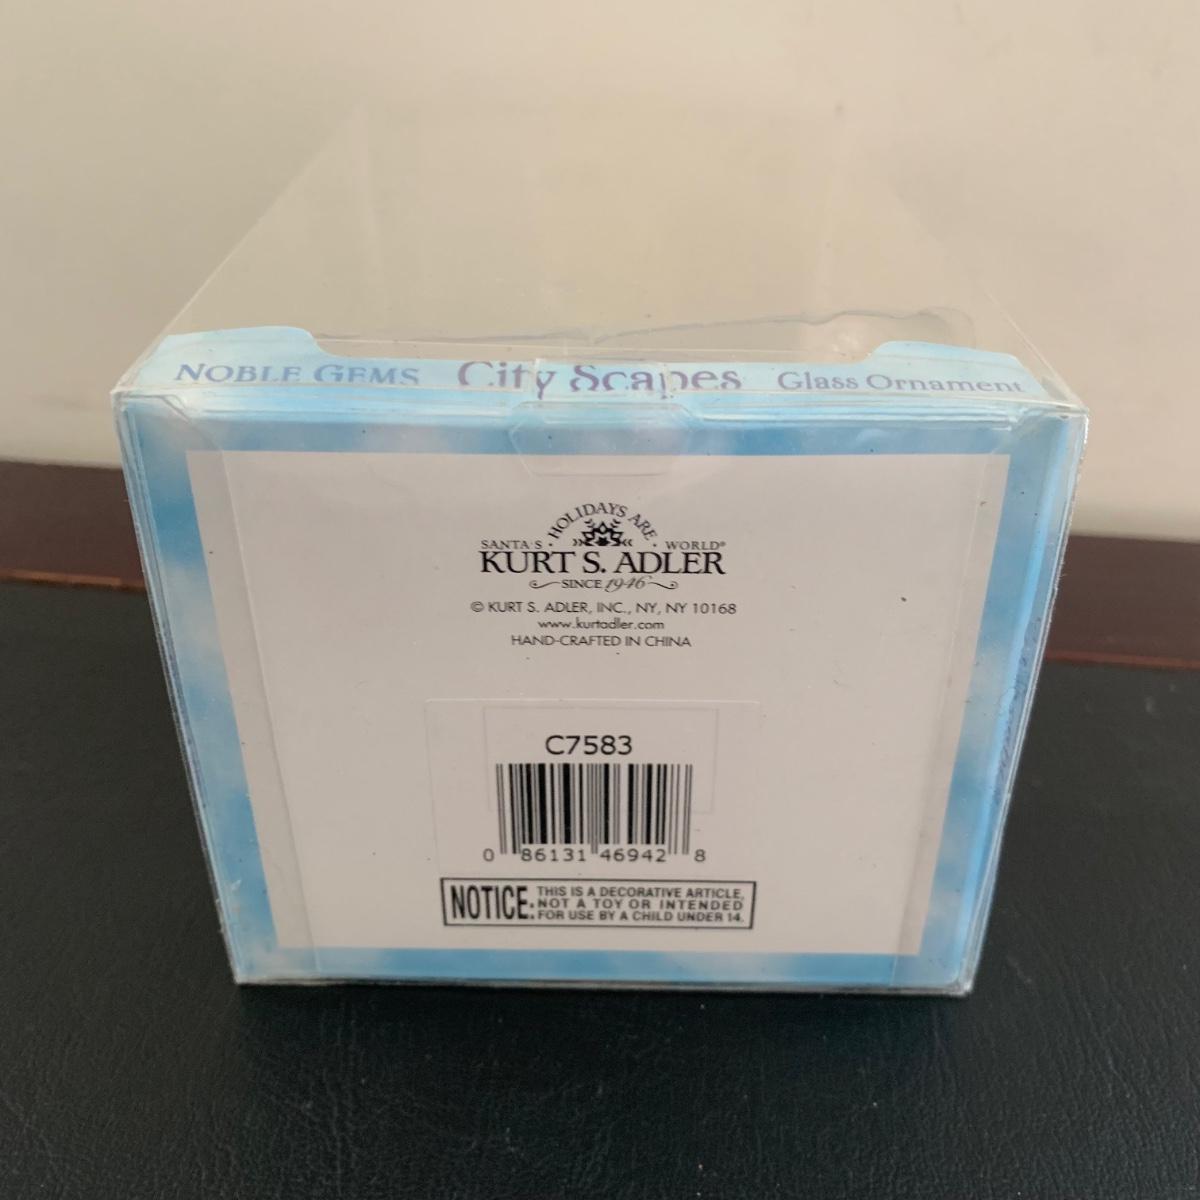 NOBLE GEMS City Scapes Glass Ornament
HOLIDAYS ARE
SANTA'S · · WORLD®
KURT S. ADLER
SINCE 1946
© KURT S. ADLER, INC., NY, NY 10168
www.kurtadler.com
HAND-CRAFTED IN CHINA
C7583
0 86131 46942 8
NOTICE: THIS IS A DECORATIVE ARTICLE,
NOT A TOY OR INTENDED
FOR USE BY A CHILD UNDER 14.